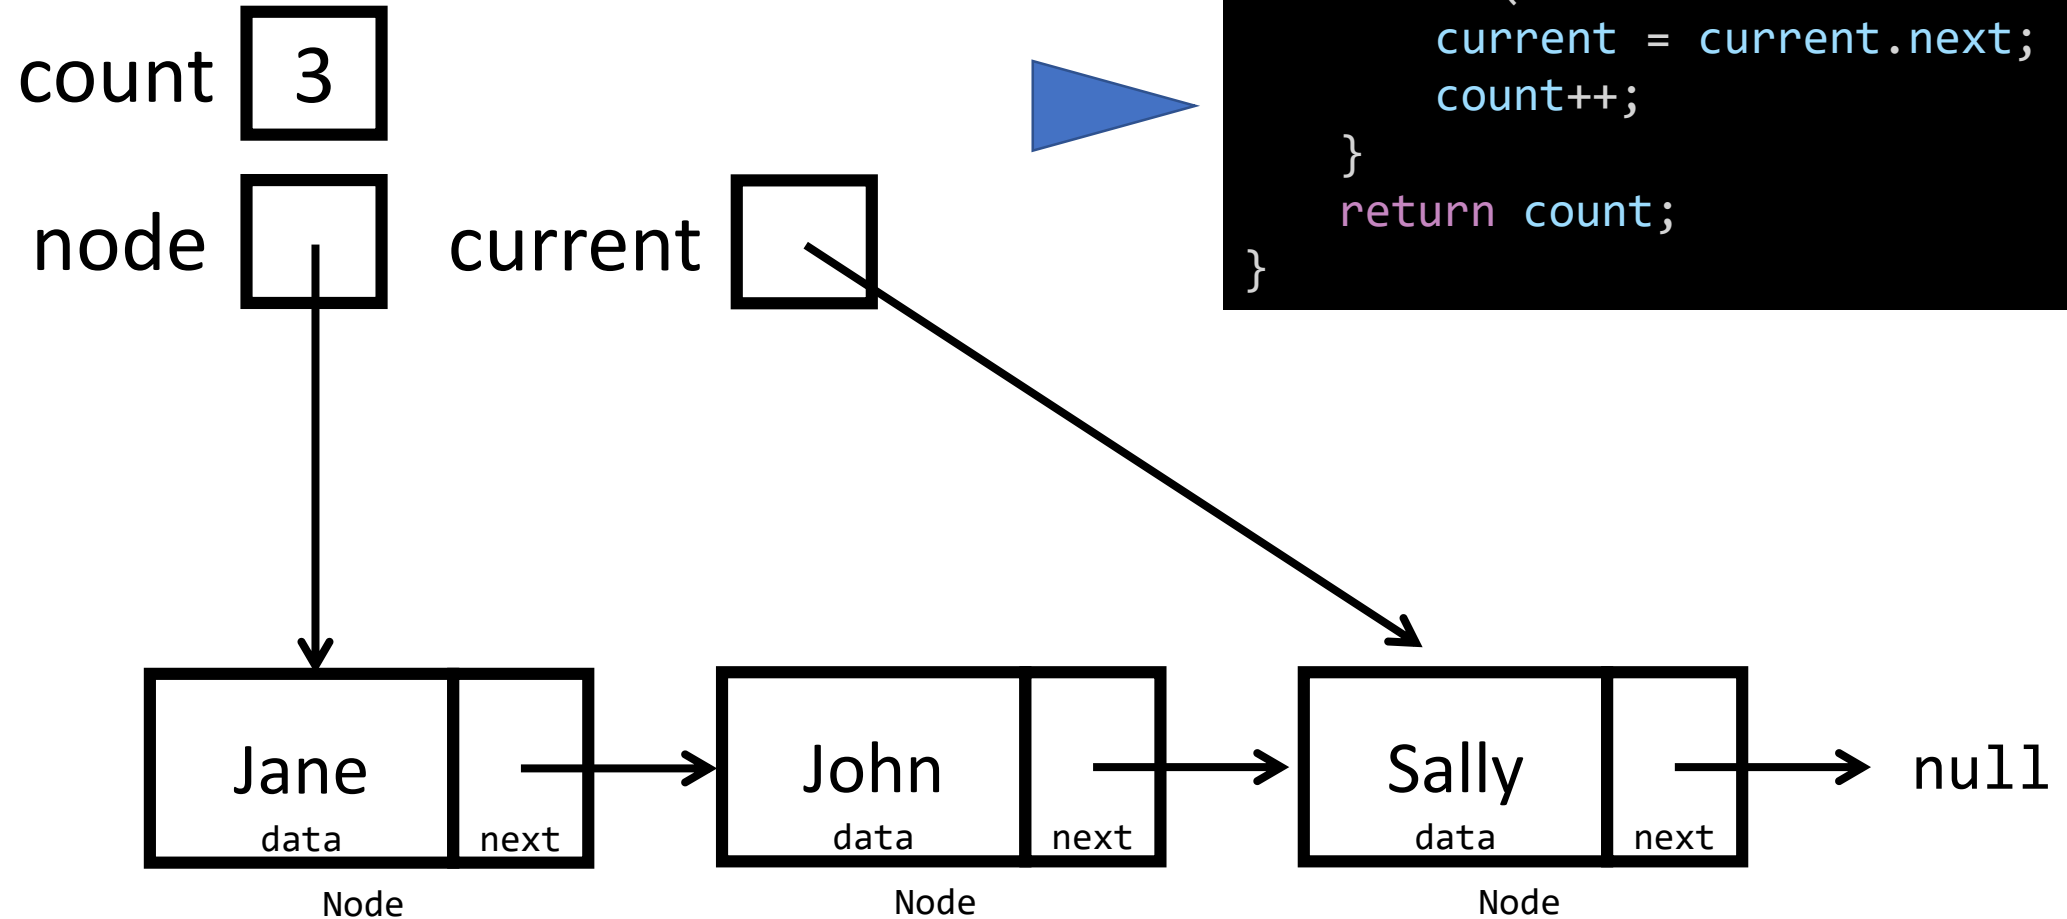 count 3
current = current.next;
count++;
}
return count;
}
node
current
Jane
data
next
Node
John
data
next
Node
Sally
data
next
Node
null